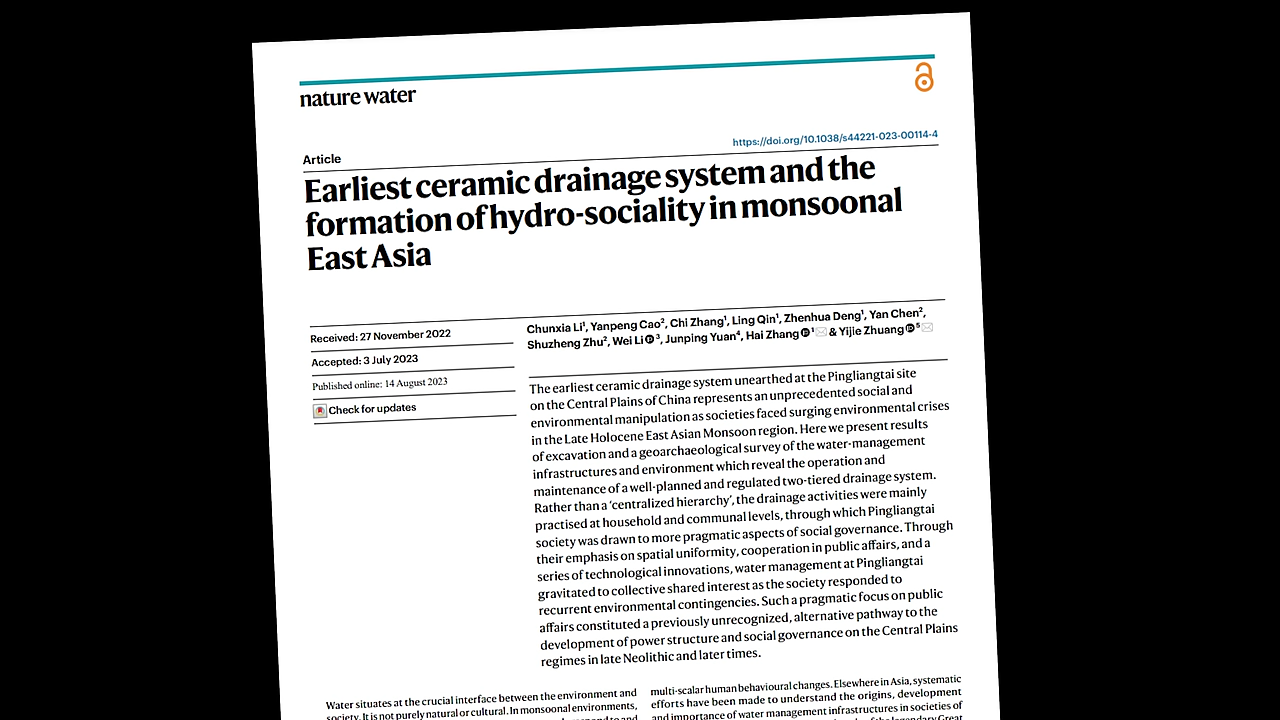 nature water
https://doi.org/10.1038/s44221-023-00114-4
Article
Earliest ceramic drainage system and the
formation of hydro-sociality in monsoonal
East Asia
Received: 27 November 2022
Accepted: 3 July 2023
Published online: 14 August 2023
Check for updates
Chunxia Li¹, Yanpeng Cao², Chi Zhang¹, Ling Qin¹, Zhenhua Deng¹, Yan Chen²,
Shuzheng Zhu², Wei Li³, Junping Yuan⁴, Hai Zhang¹ & Yijie Zhuang⁵
The earliest ceramic drainage system unearthed at the Pingliangtai site
on the Central Plains of China represents an unprecedented social and
environmental manipulation as societies faced surging environmental crises
in the Late Holocene East Asian Monsoon region. Here we present results
of excavation and a geoarchaeological survey of the water-management
infrastructures and environment which reveal the operation and
maintenance of a well-planned and regulated two-tiered drainage system.
Rather than a ‘centralized hierarchy’, the drainage activities were mainly
practised at household and communal levels, through which Pingliangtai
society was drawn to more pragmatic aspects of social governance. Through
their emphasis on spatial uniformity, cooperation in public affairs, and a
series of technological innovations, water management at Pingliangtai
gravitated to collective shared interest as the society responded to
recurrent environmental contingencies. Such a pragmatic focus on public
affairs constituted a previously unrecognized, alternative pathway to the
development of power structure and social governance on the Central Plains
regimes in late Neolithic and later times.
Water situates at the crucial interface between the environment and
society. It is not purely natural or cultural. In monsoonal environments,
multi-scalar human behavioural changes. Elsewhere in Asia, systematic
efforts have been made to understand the origins, development
and importance of water management infrastructures in societies of